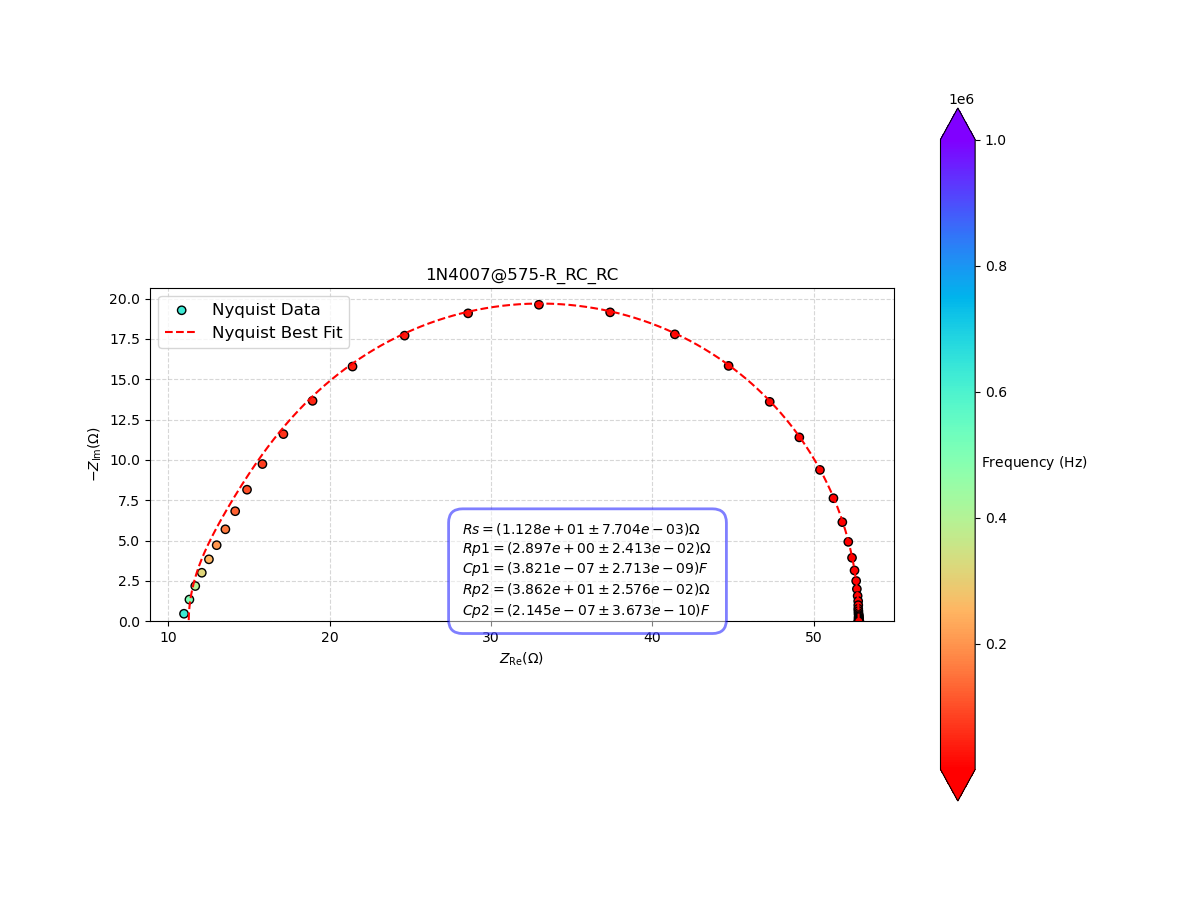 1e6
1.0
0.8
0.6
Frequency (Hz)
0.4
0.2
1N4007@575-R_RC_RC
Nyquist Data
Nyquist Best Fit
20.0
17.5
15.0
12.5
10.0
7.5
5.0
2.5
0.0
−Z_Im(Ω)
Rs = (1.128e + 01 ± 7.704e − 03)Ω
Rp1 = (2.897e + 00 ± 2.413e − 02)Ω
Cp1 = (3.821e − 07 ± 2.713e − 09)F
Rp2 = (3.862e + 01 ± 2.576e − 02)Ω
Cp2 = (2.145e − 07 ± 3.673e − 10)F
10 20 30 40 50
Z_Re(Ω)